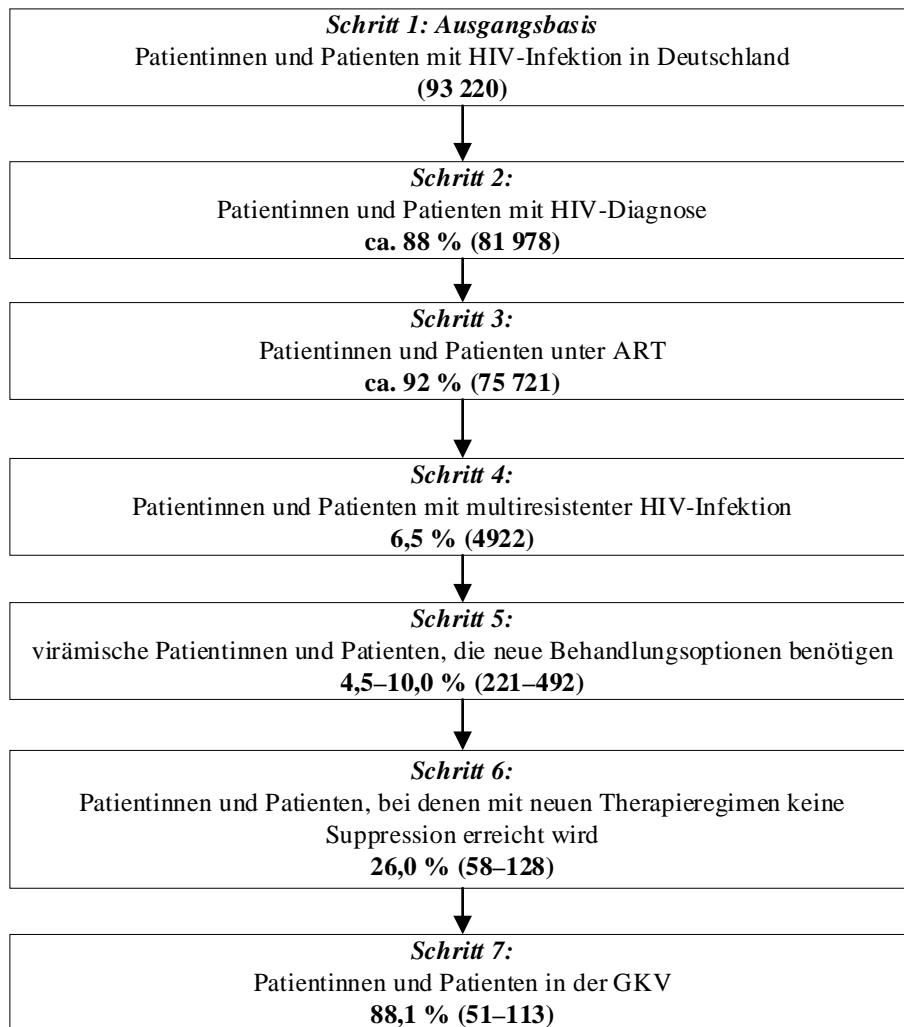 Schritt 1: Ausgangsbasis
Patientinnen und Patienten mit HIV-Infektion in Deutschland
(93 220)
Schritt 2:
Patientinnen und Patienten mit HIV-Diagnose
ca. 88 % (81 978)
Schritt 3:
Patientinnen und Patienten unter ART
ca. 92 % (75 721)
Schritt 4:
Patientinnen und Patienten mit multiresistenter HIV-Infektion
6,5 % (4922)
Schritt 5:
virämische Patientinnen und Patienten, die neue Behandlungsoptionen benötigen
4,5–10,0 % (221–492)
Schritt 6:
Patientinnen und Patienten, bei denen mit neuen Therapieregimen keine
Suppression erreicht wird
26,0 % (58–128)
Schritt 7:
Patientinnen und Patienten in der GKV
88,1 % (51–113)